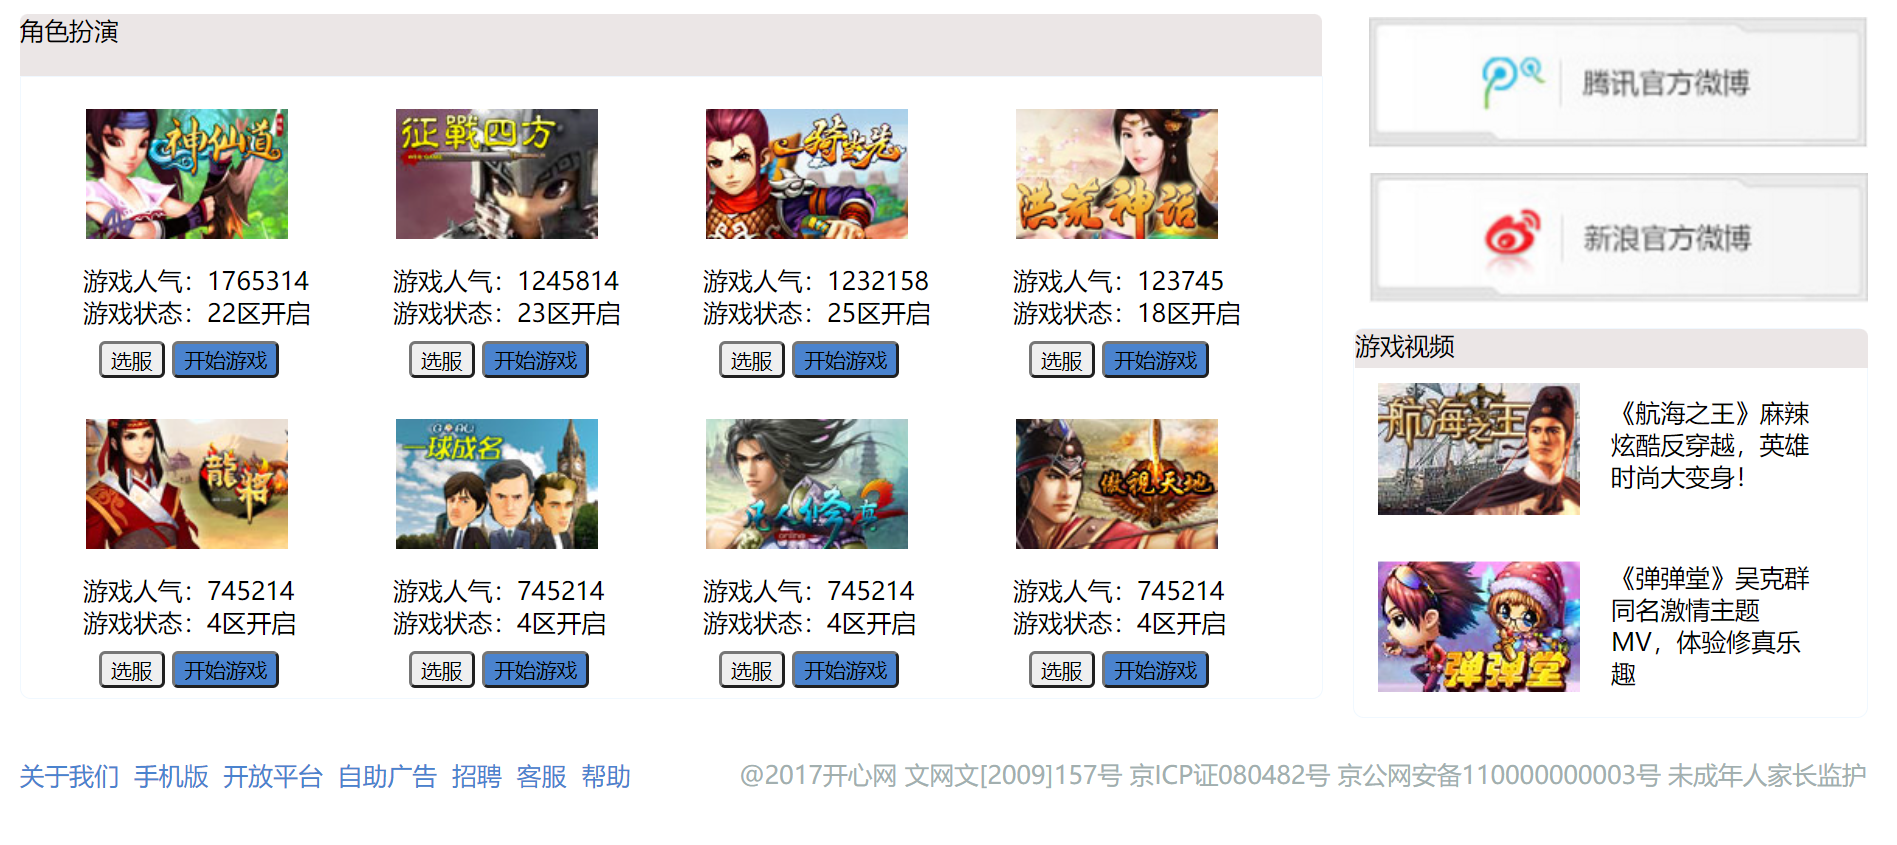 角色扮演
神仙道
征戰四方
WEB GAME
骑当先
洪荒神话
游戏人气：1765314
游戏状态：22区开启
选服 开始游戏
游戏人气：1245814
游戏状态：23区开启
选服 开始游戏
游戏人气：1232158
游戏状态：25区开启
选服 开始游戏
游戏人气：123745
游戏状态：18区开启
选服 开始游戏
龍將
GOAL
一球成名
凡人修真2
online
傲視天地
游戏人气：745214
游戏状态：4区开启
选服 开始游戏
游戏人气：745214
游戏状态：4区开启
选服 开始游戏
游戏人气：745214
游戏状态：4区开启
选服 开始游戏
游戏人气：745214
游戏状态：4区开启
选服 开始游戏
腾讯官方微博
新浪官方微博
游戏视频
航海之王
《航海之王》麻辣
炫酷反穿越，英雄
时尚大变身！
弹弹堂
《弹弹堂》吴克群
同名激情主题
MV，体验修真乐
趣
关于我们 手机版 开放平台 自助广告 招聘 客服 帮助
@2017开心网 文网文[2009]157号 京ICP证080482号 京公网安备110000000003号 未成年人家长监护